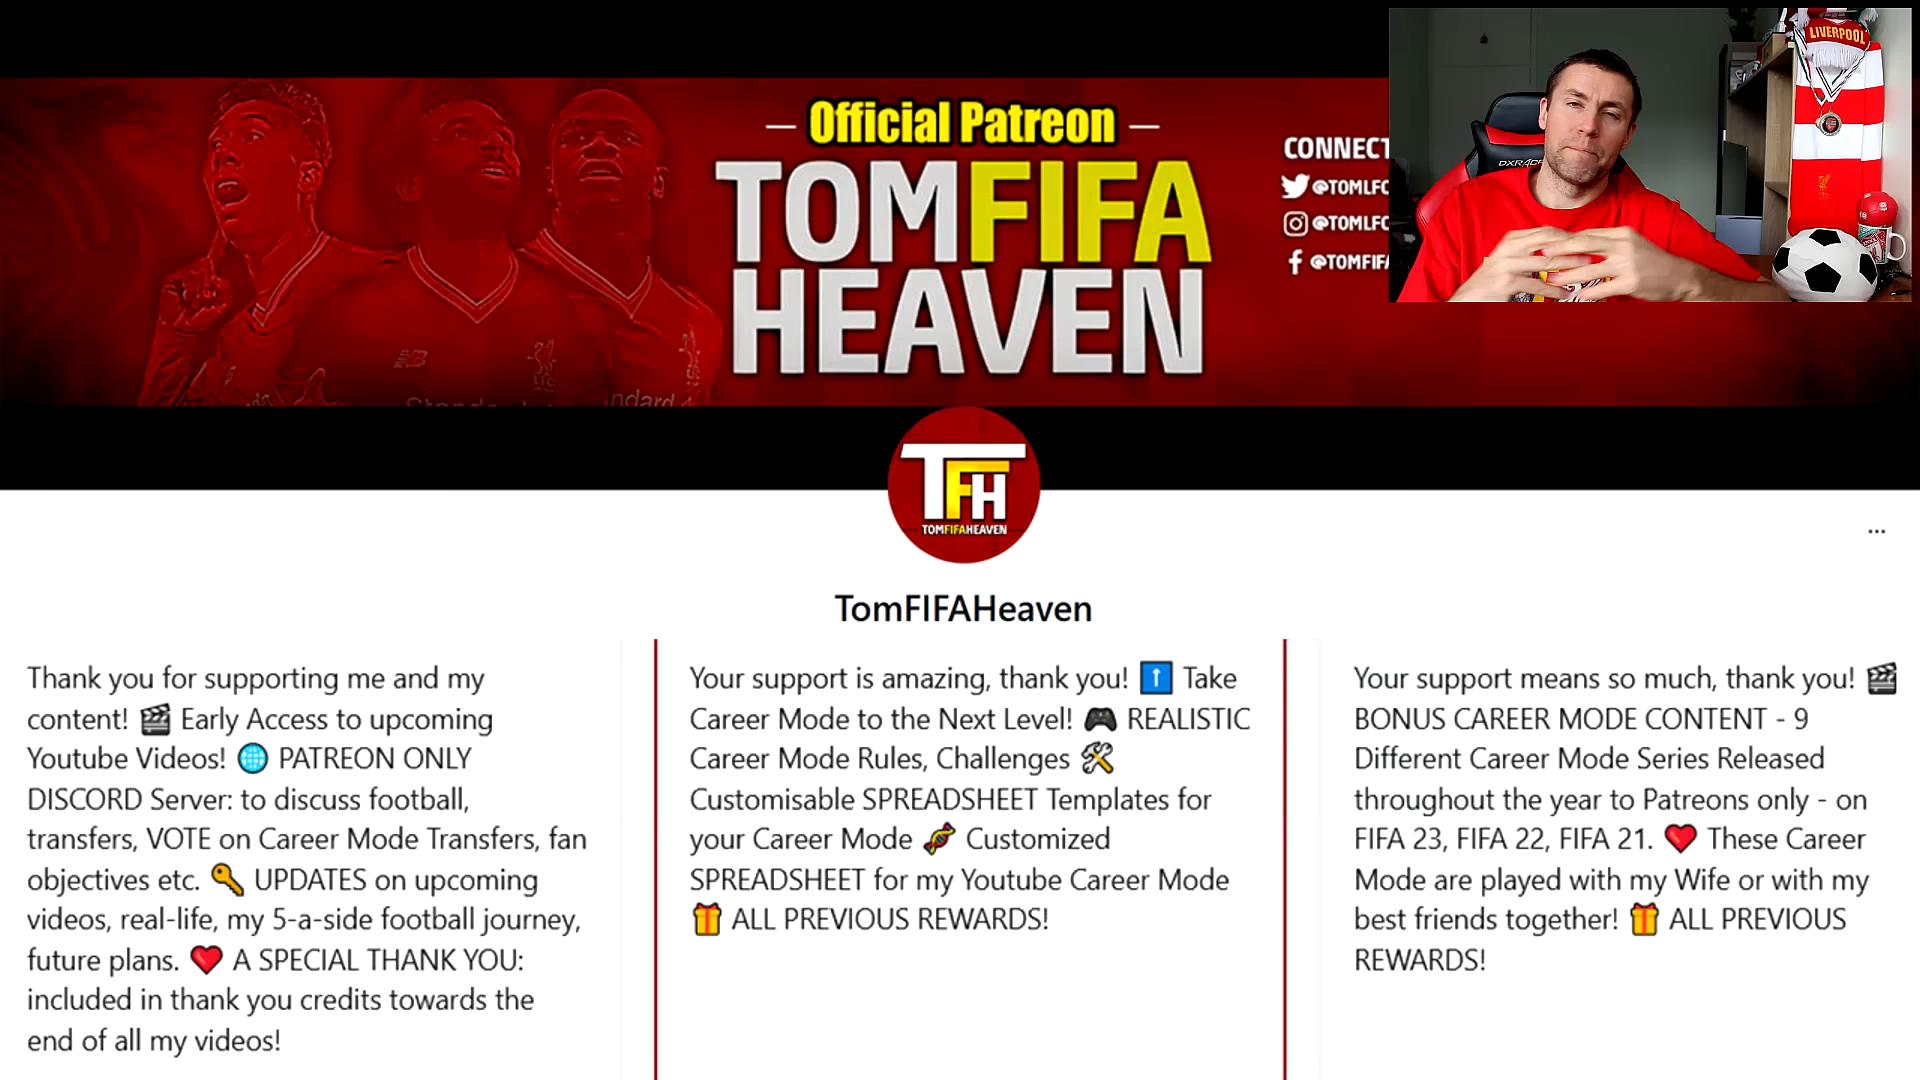 Official Patreon
TOMFIFA
HEAVEN
CONNECT
@TOMLFC
@TOMLFC
@TOMFIFA
LIVERPOOL
TFH
TOMFIFAHEAVEN
...
TomFIFAHeaven
Thank you for supporting me and my
content! 🎬 Early Access to upcoming
Youtube Videos! 🌐 PATREON ONLY
DISCORD Server: to discuss football,
transfers, VOTE on Career Mode Transfers, fan
objectives etc. 🔑 UPDATES on upcoming
videos, real-life, my 5-a-side football journey,
future plans. ❤️ A SPECIAL THANK YOU:
included in thank you credits towards the
end of all my videos!
Your support is amazing, thank you! ⬆️ Take
Career Mode to the Next Level! 🎮 REALISTIC
Career Mode Rules, Challenges 🛠️
Customisable SPREADSHEET Templates for
your Career Mode 🧬 Customized
SPREADSHEET for my Youtube Career Mode
🎁 ALL PREVIOUS REWARDS!
Your support means so much, thank you! 🎬
BONUS CAREER MODE CONTENT - 9
Different Career Mode Series Released
throughout the year to Patreons only - on
FIFA 23, FIFA 22, FIFA 21. ❤️ These Career
Mode are played with my Wife or with my
best friends together! 🎁 ALL PREVIOUS
REWARDS!